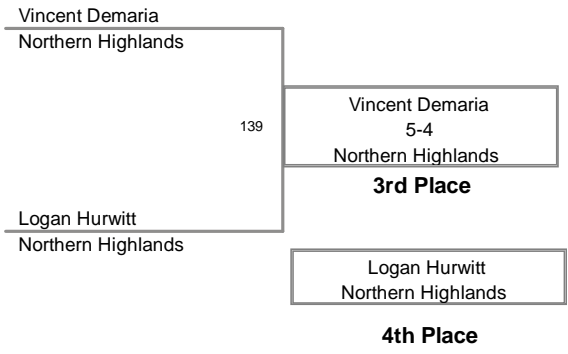 Vincent Demaria
Northern Highlands
139
Vincent Demaria
5-4
Northern Highlands
3rd Place
Logan Hurwitt
Northern Highlands
Logan Hurwitt
Northern Highlands
4th Place